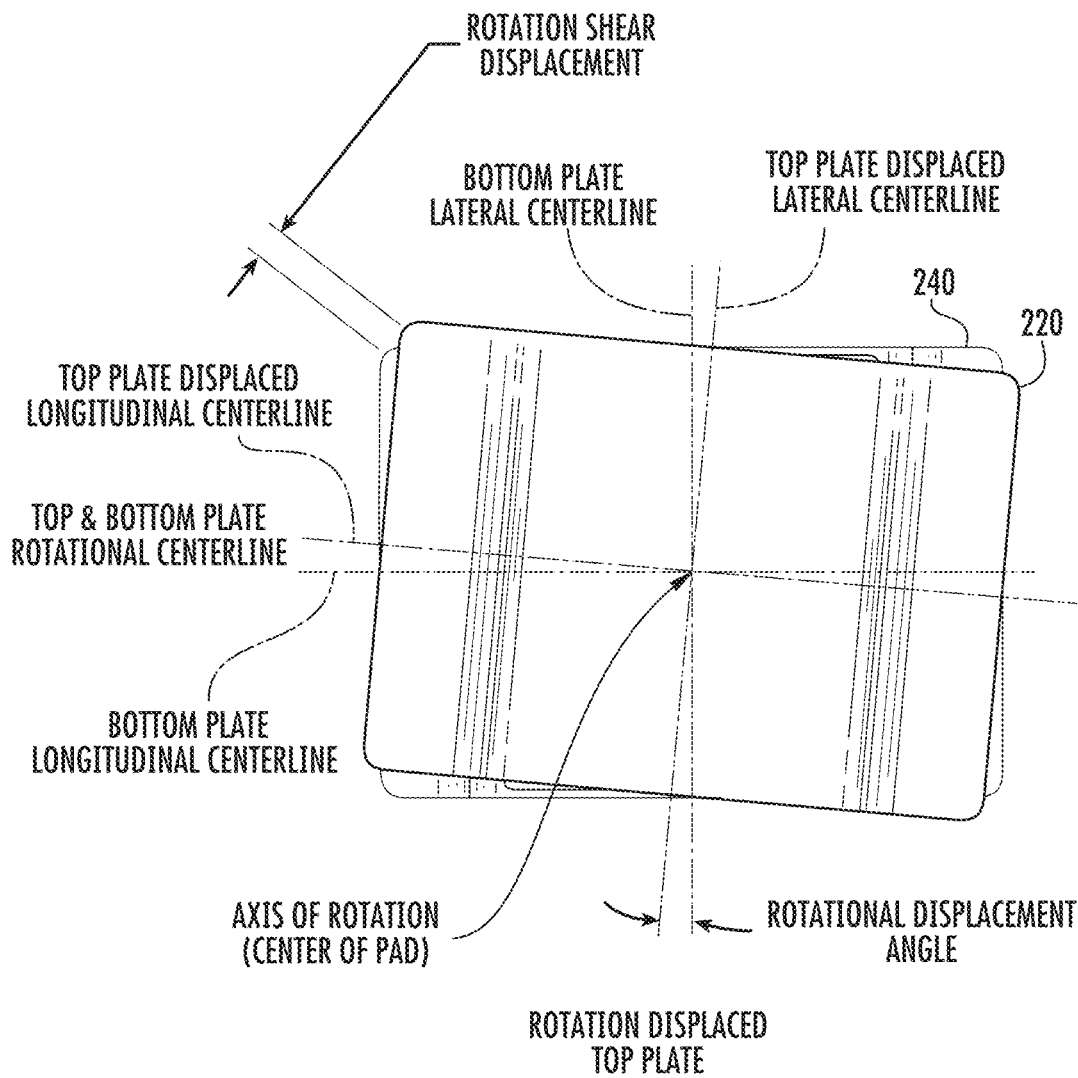 ROTATION SHEAR
DISPLACEMENT
BOTTOM PLATE
LATERAL CENTERLINE
TOP PLATE DISPLACED
LATERAL CENTERLINE
240
220
TOP PLATE DISPLACED
LONGITUDINAL CENTERLINE
TOP & BOTTOM PLATE
ROTATIONAL CENTERLINE
BOTTOM PLATE
LONGITUDINAL CENTERLINE
AXIS OF ROTATION
(CENTER OF PAD)
ROTATIONAL DISPLACEMENT
ANGLE
ROTATION DISPLACED
TOP PLATE